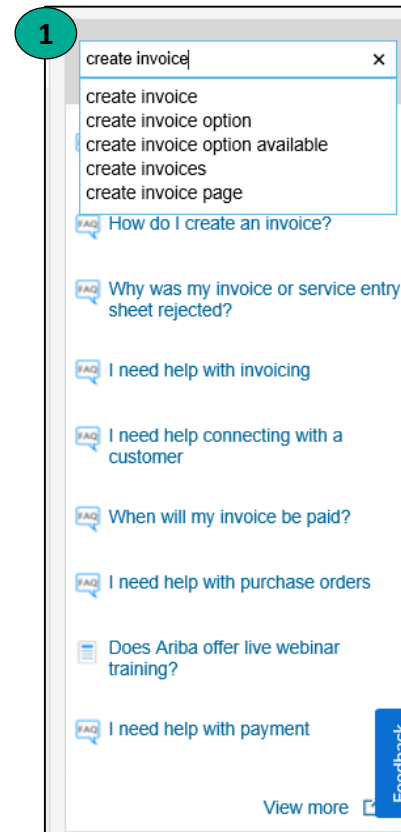 1
create invoice
create invoice
create invoice option
create invoice option available
create invoices
create invoice page
FAQ How do I create an invoice?
FAQ Why was my invoice or service entry
sheet rejected?
FAQ I need help with invoicing
FAQ I need help connecting with a
customer
FAQ When will my invoice be paid?
FAQ I need help with purchase orders
Does Ariba offer live webinar
training?
FAQ I need help with payment
Feedback
View more